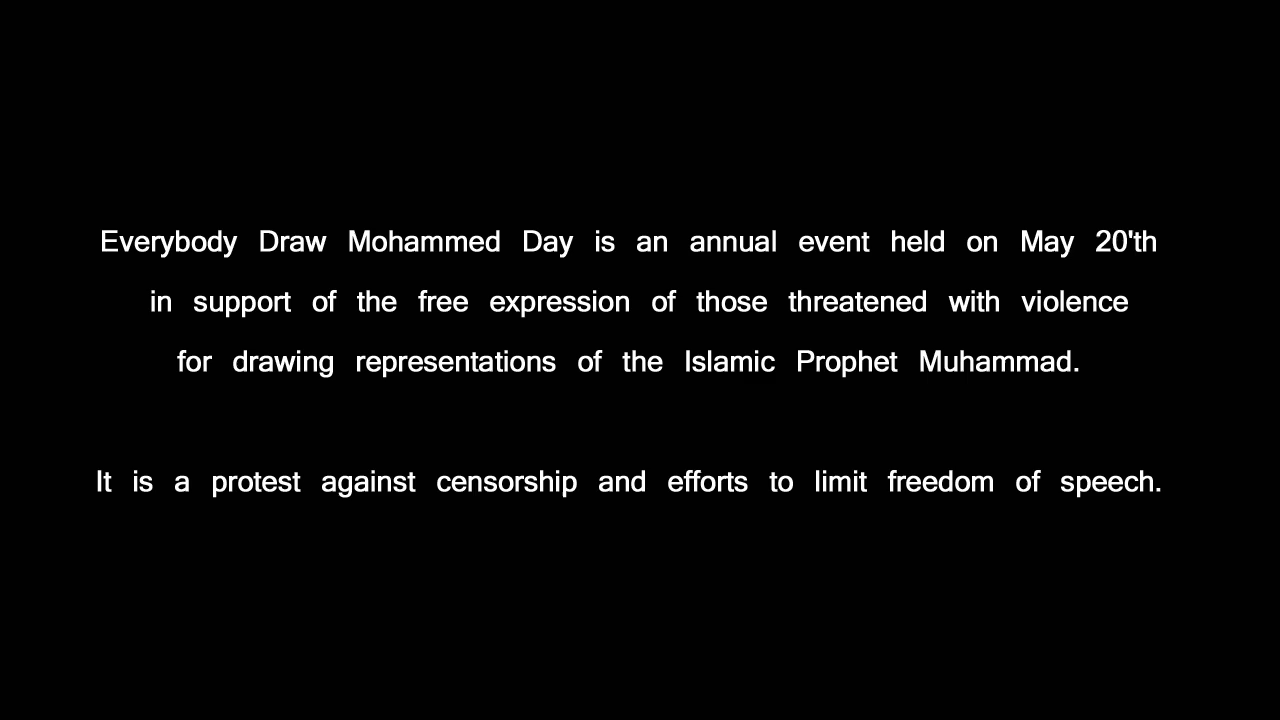 Everybody Draw Mohammed Day is an annual event held on May 20'th
in support of the free expression of those threatened with violence
for drawing representations of the Islamic Prophet Muhammad.
It is a protest against censorship and efforts to limit freedom of speech.